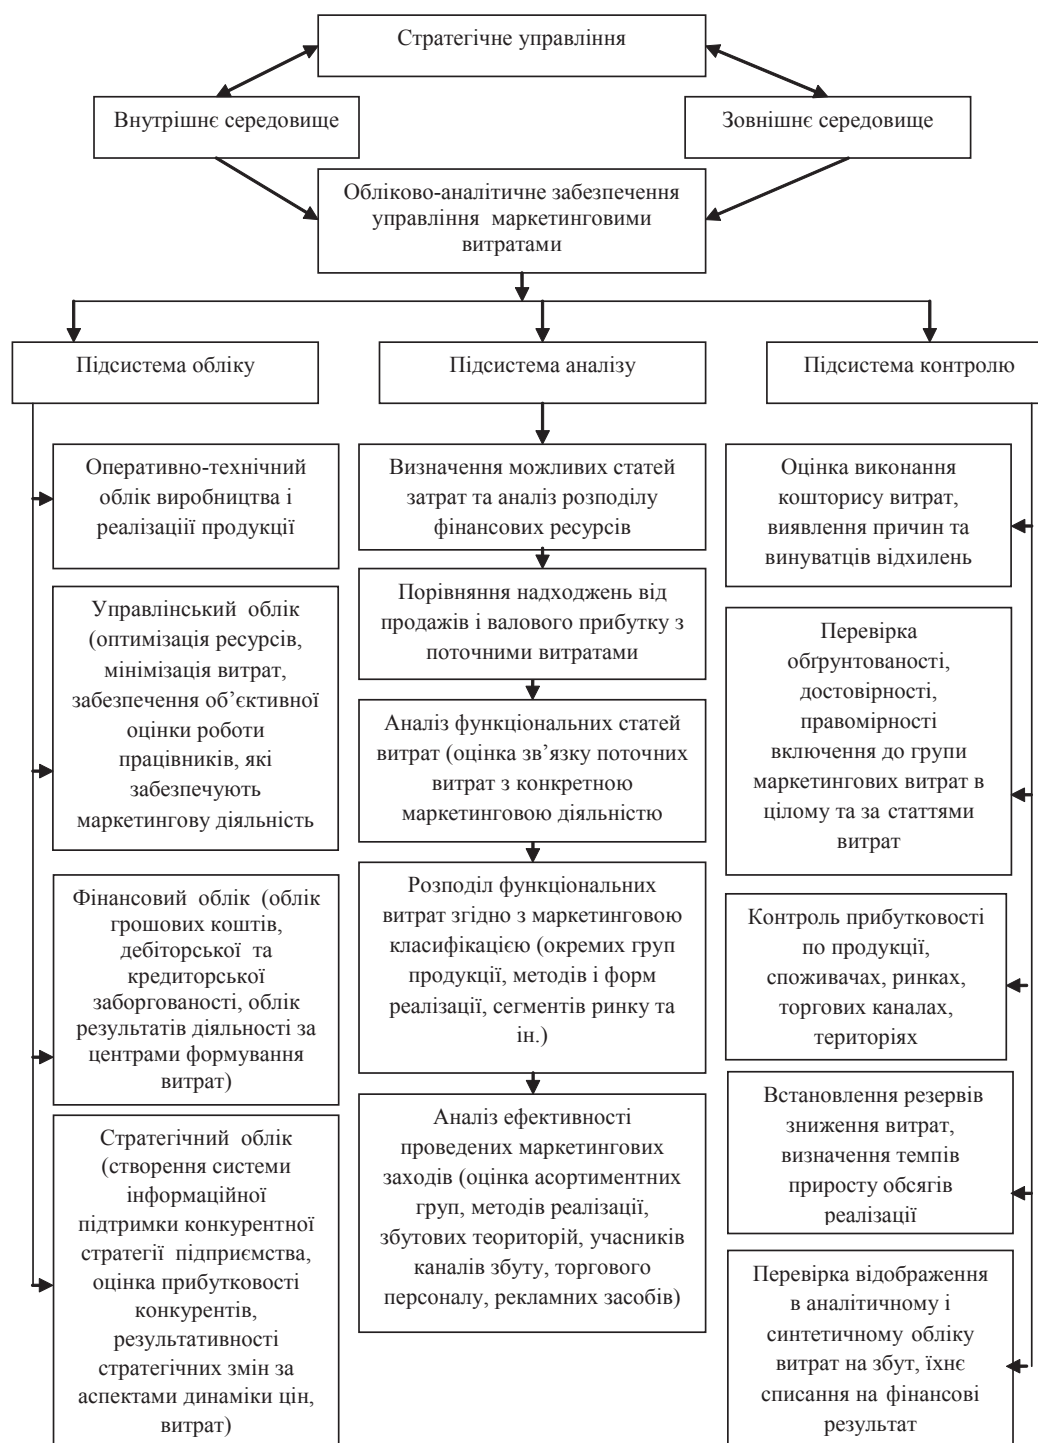 Стратегічне управління
Внутрішнє середовище
Зовнішнє середовище
Обліково-аналітичне забезпечення
управління маркетинговими
витратами
Підсистема обліку
Підсистема аналізу
Підсистема контролю
Оперативно-технічний
облік виробництва і
реалізаціїї продукції
Управлінський облік
(оптимізація ресурсів,
мінімізація витрат,
забезпечення об’єктивної
оцінки роботи
працівників, які
забезпечують
маркетингову діяльність
Фінансовий облік (облік
грошових коштів,
дебіторської та
кредиторської
заборгованості, облік
результатів діяльності за
центрами формування
витрат)
Стратегічний облік
(створення системи
інформаційної
підтримки конкурентної
стратегії підприємства,
оцінка прибутковості
конкурентів,
результативності
стратегічних змін за
аспектами динаміки цін,
витрат)
Визначення можливих статей
затрат та аналіз розподілу
фінансових ресурсів
Порівняння надходжень від
продажів і валового прибутку з
поточними витратами
Аналіз функціональних статей
витрат (оцінка зв’язку поточних
витрат з конкретною
маркетинговою діяльністю
Розподіл функціональних
витрат згідно з маркетинговою
класифікацією (окремих груп
продукції, методів і форм
реалізації, сегментів ринку та
ін.)
Аналіз ефективності
проведених маркетингових
заходів (оцінка асортиментних
груп, методів реалізації,
збутових теориторій, учасників
каналів збуту, торгового
персоналу, рекламних засобів)
Оцінка виконання
кошторису витрат,
виявлення причин та
винуватців відхилень
Перевірка
обґрунтованості,
достовірності,
правомірності
включення до групи
маркетингових витрат в
цілому та за статтями
витрат
Контроль прибутковості
по продукції,
споживачах, ринках,
торгових каналах,
територіях
Встановлення резервів
зниження витрат,
визначення темпів
приросту обсягів
реалізації
Перевірка відображення
в аналітичному і
синтетичному обліку
витрат на збут, їхнє
списання на фінансові
результат